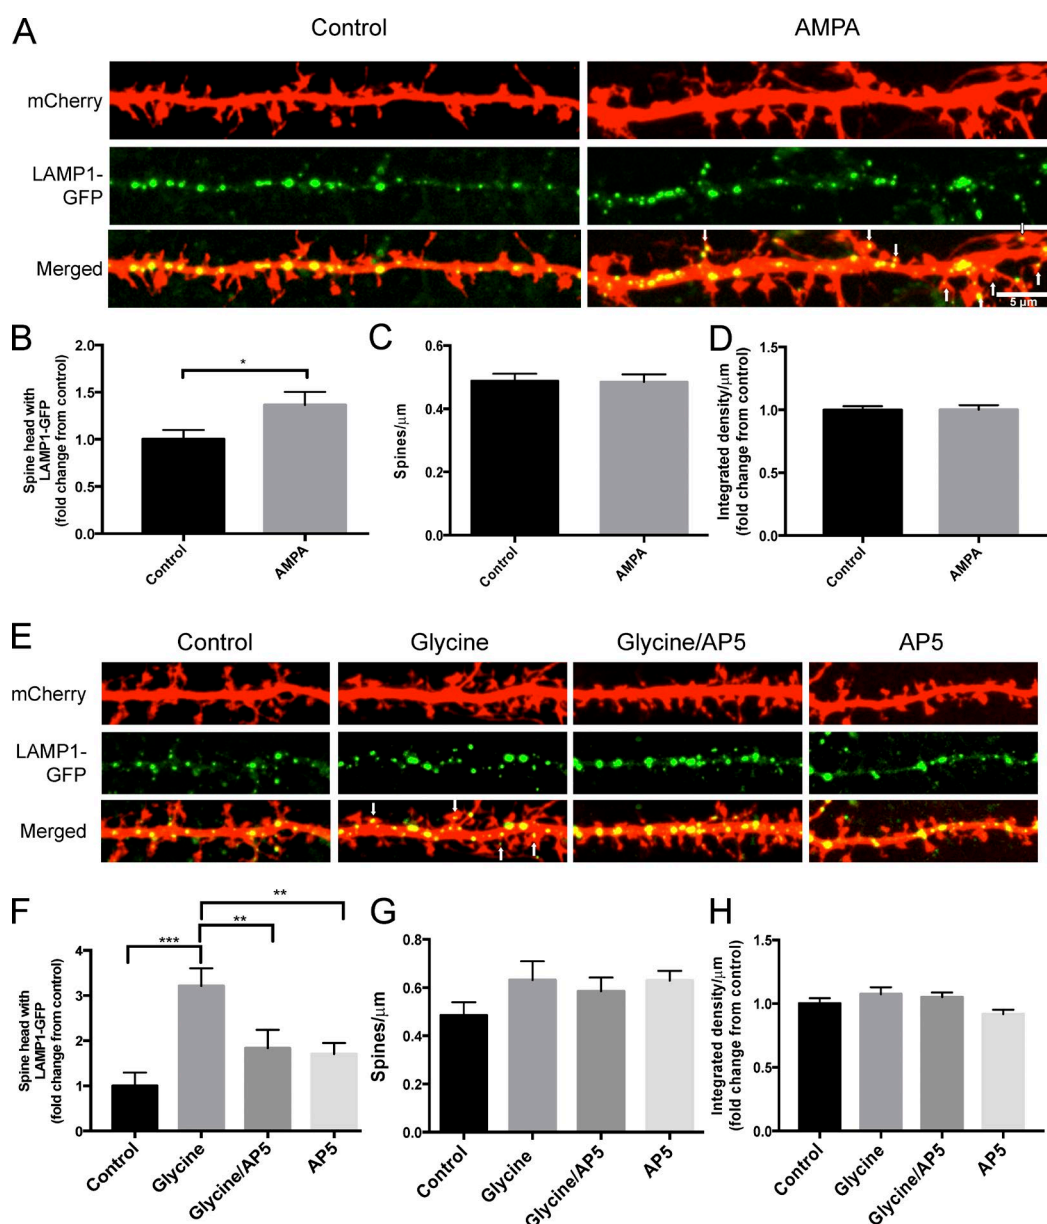 A
Control
AMPA
mCherry
LAMP1-
GFP
Merged
5 µm
B
Spine head with
LAMP1-GFP
(fold change from control)
2.0
1.5
1.0
0.5
0.0
*
Control
AMPA
C
Spines/µm
0.6
0.4
0.2
0.0
Control
AMPA
D
Integrated density/µm
(fold change from control)
1.5
1.0
0.5
0.0
Control
AMPA
E
Control
Glycine
Glycine/AP5
AP5
mCherry
LAMP1-
GFP
Merged
F
Spine head with
LAMP1-GFP
(fold change from control)
4
3
2
1
0
***
**
**
Control
Glycine
Glycine/AP5
AP5
G
Spines/µm
0.8
0.6
0.4
0.2
0.0
Control
Glycine
Glycine/AP5
AP5
H
Integrated density/µm
(fold change from control)
1.5
1.0
0.5
0.0
Control
Glycine
Glycine/AP5
AP5